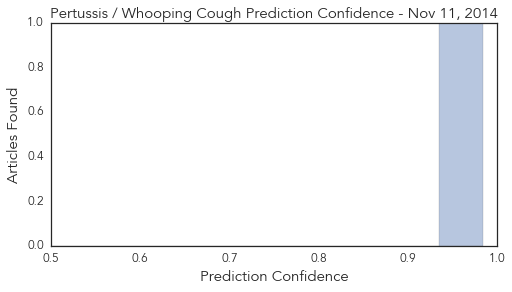 Pertussis / Whooping Cough Prediction Confidence - Nov 11, 2014
1.0
0.8
0.6
0.4
0.2
0.0
Articles Found
0.5 0.6 0.7 0.8 0.9 1.0
Prediction Confidence